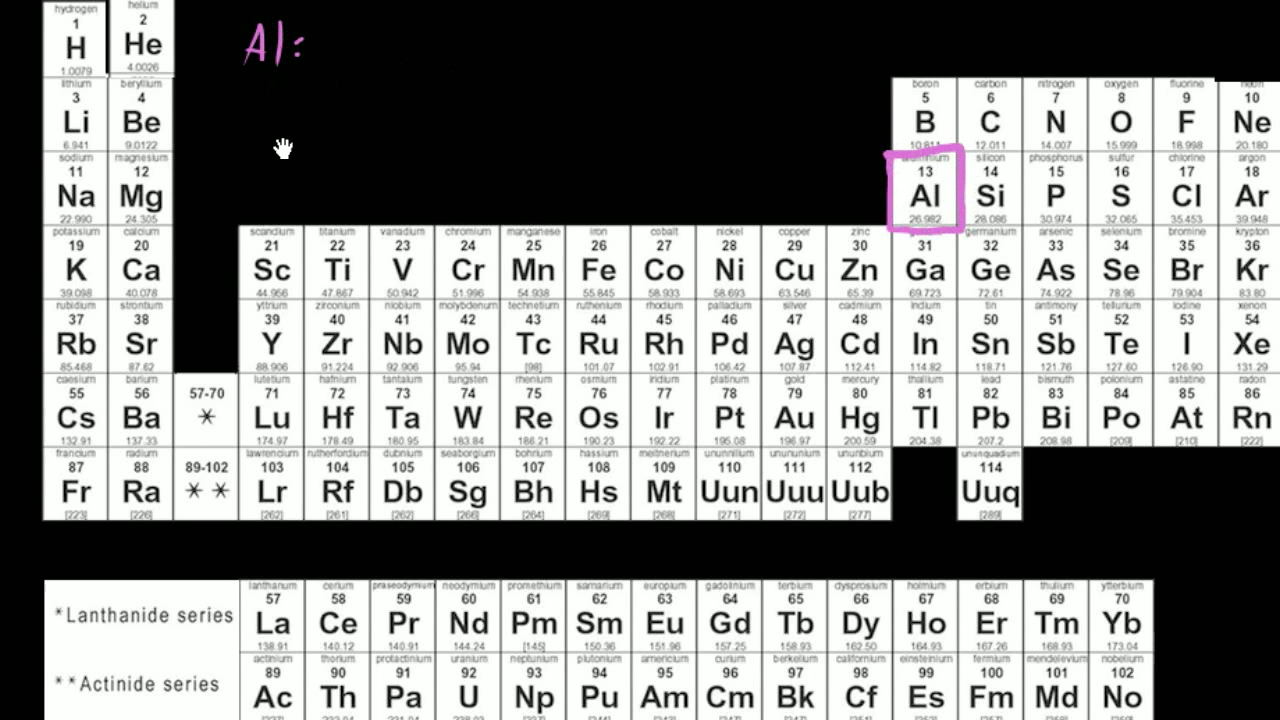 hydrogen helium
1 2
H He Al:
1.0079 4.0026
lithium beryllium boron carbon nitrogen oxygen fluorine neon
3 4 5 6 7 8 9 10
Li Be B C N O F Ne
6.941 9.0122 10.811 12.011 14.007 15.999 18.998 20.180
sodium magnesium aluminium silicon phosphorus sulfur chlorine argon
11 12 13 14 15 16 17 18
Na Mg Al Si P S Cl Ar
22.990 24.305 26.982 28.086 30.974 32.065 35.453 39.948
potassium calcium scandium titanium vanadium chromium manganese iron cobalt nickel copper zinc germanium arsenic selenium bromine krypton
19 20 21 22 23 24 25 26 27 28 29 30 31 32 33 34 35 36
K Ca Sc Ti V Cr Mn Fe Co Ni Cu Zn Ga Ge As Se Br Kr
39.098 40.078 44.956 47.867 50.942 51.996 54.938 55.845 58.933 58.693 63.546 65.39 69.723 72.61 74.922 78.96 79.904 83.80
rubidium strontium yttrium zirconium niobium molybdenum technetium ruthenium rhodium palladium silver cadmium indium tin antimony tellurium iodine xenon
37 38 39 40 41 42 43 44 45 46 47 48 49 50 51 52 53 54
Rb Sr Y Zr Nb Mo Tc Ru Rh Pd Ag Cd In Sn Sb Te I Xe
85.468 87.62 88.906 91.224 92.906 95.94 [98] 101.07 102.91 106.42 107.87 112.41 114.82 118.71 121.76 127.60 126.90 131.29
caesium barium lutetium hafnium tantalum tungsten rhenium osmium iridium platinum gold mercury thallium lead bismuth polonium astatine radon
55 56 57-70 71 72 73 74 75 76 77 78 79 80 81 82 83 84 85 86
Cs Ba * Lu Hf Ta W Re Os Ir Pt Au Hg Tl Pb Bi Po At Rn
132.91 137.33 174.97 178.49 180.95 183.84 186.21 190.23 192.22 195.08 196.97 200.59 204.38 207.2 208.98 [209] [210] [222]
francium radium lawrencium rutherfordium dubnium seaborgium bohrium hassium meitnerium ununnilium unununium ununbium ununquadium
87 88 89-102 103 104 105 106 107 108 109 110 111 112 114
Fr Ra * * Lr Rf Db Sg Bh Hs Mt Uun Uuu Uub Uuq
[223] [226] [262] [261] [262] [266] [264] [269] [268] [271] [272] [277] [289]
lanthanum cerium praseodymium neodymium promethium samarium europium gadolinium terbium dysprosium holmium erbium thulium ytterbium
57 58 59 60 61 62 63 64 65 66 67 68 69 70
*Lanthanide series La Ce Pr Nd Pm Sm Eu Gd Tb Dy Ho Er Tm Yb
138.91 140.12 140.91 144.24 [145] 150.36 151.96 157.25 158.93 162.50 164.93 167.26 168.93 173.04
actinium thorium protactinium uranium neptunium plutonium americium curium berkelium californium einsteinium fermium mendelevium nobelium
89 90 91 92 93 94 95 96 97 98 99 100 101 102
**Actinide series Ac Th Pa U Np Pu Am Cm Bk Cf Es Fm Md No